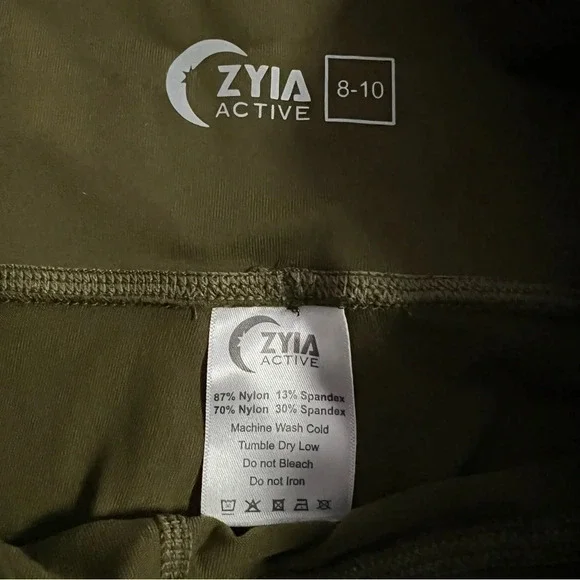 ZYIA
ACTIVE
8-10
ZYIA
ACTIVE
87% Nylon 13% Spandex
70% Nylon 30% Spandex
Machine Wash Cold
Tumble Dry Low
Do not Bleach
Do not Iron